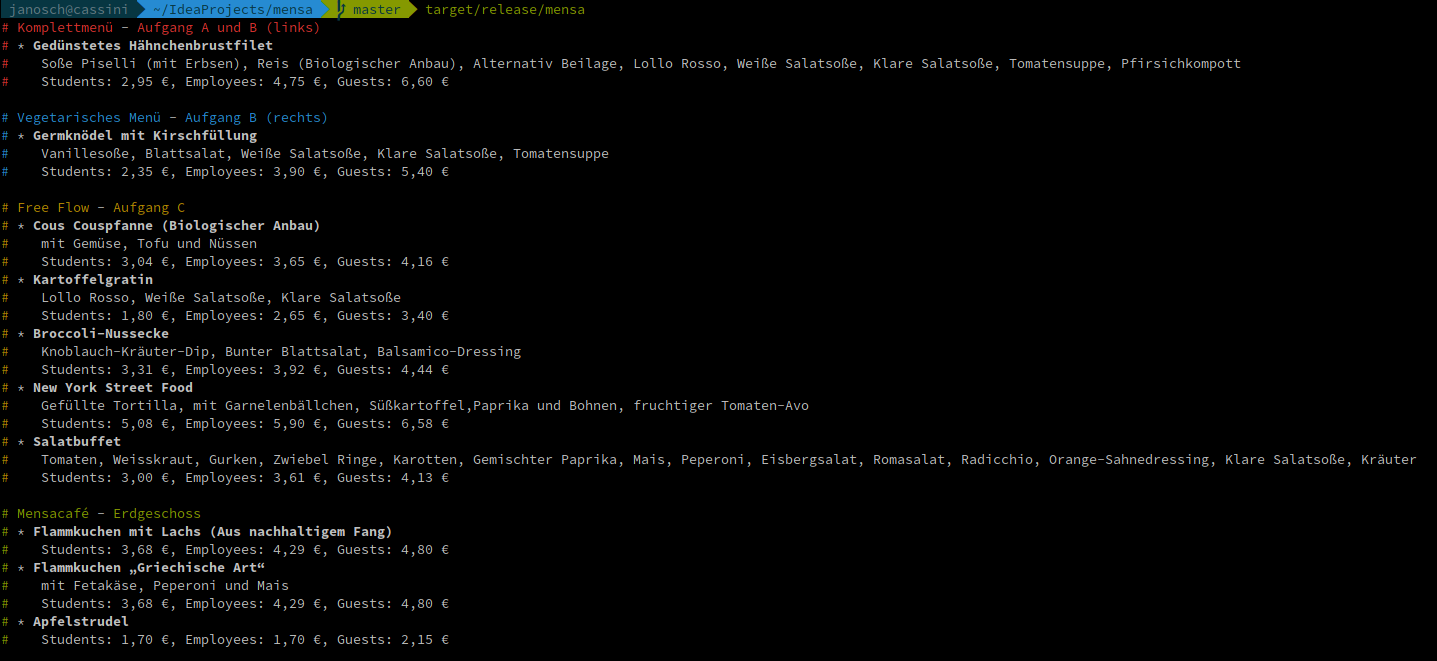 janosch@cassini ~/IdeaProjects/mensa master target/release/mensa
# Komplettmenü - Aufgang A und B (links)
# * Gedünstetes Hähnchenbrustfilet
#    Soße Piselli (mit Erbsen), Reis (Biologischer Anbau), Alternativ Beilage, Lollo Rosso, Weiße Salatsoße, Klare Salatsoße, Tomatensuppe, Pfirsichkompott
#    Students: 2,95 €, Employees: 4,75 €, Guests: 6,60 €
# Vegetarisches Menü - Aufgang B (rechts)
# * Germknödel mit Kirschfüllung
#    Vanillesoße, Blattsalat, Weiße Salatsoße, Klare Salatsoße, Tomatensuppe
#    Students: 2,35 €, Employees: 3,90 €, Guests: 5,40 €
# Free Flow - Aufgang C
# * Cous Couspfanne (Biologischer Anbau)
#    mit Gemüse, Tofu und Nüssen
#    Students: 3,04 €, Employees: 3,65 €, Guests: 4,16 €
# * Kartoffelgratin
#    Lollo Rosso, Weiße Salatsoße, Klare Salatsoße
#    Students: 1,80 €, Employees: 2,65 €, Guests: 3,40 €
# * Broccoli-Nussecke
#    Knoblauch-Kräuter-Dip, Bunter Blattsalat, Balsamico-Dressing
#    Students: 3,31 €, Employees: 3,92 €, Guests: 4,44 €
# * New York Street Food
#    Gefüllte Tortilla, mit Garnelenbällchen, Süßkartoffel,Paprika und Bohnen, fruchtiger Tomaten-Avo
#    Students: 5,08 €, Employees: 5,90 €, Guests: 6,58 €
# * Salatbuffet
#    Tomaten, Weisskraut, Gurken, Zwiebel Ringe, Karotten, Gemischter Paprika, Mais, Peperoni, Eisbergsalat, Romasalat, Radicchio, Orange-Sahnedressing, Klare Salatsoße, Kräuter
#    Students: 3,00 €, Employees: 3,61 €, Guests: 4,13 €
# Mensacafé - Erdgeschoss
# * Flammkuchen mit Lachs (Aus nachhaltigem Fang)
#    Students: 3,68 €, Employees: 4,29 €, Guests: 4,80 €
# * Flammkuchen „Griechische Art“
#    mit Fetakäse, Peperoni und Mais
#    Students: 3,68 €, Employees: 4,29 €, Guests: 4,80 €
# * Apfelstrudel
#    Students: 1,70 €, Employees: 1,70 €, Guests: 2,15 €